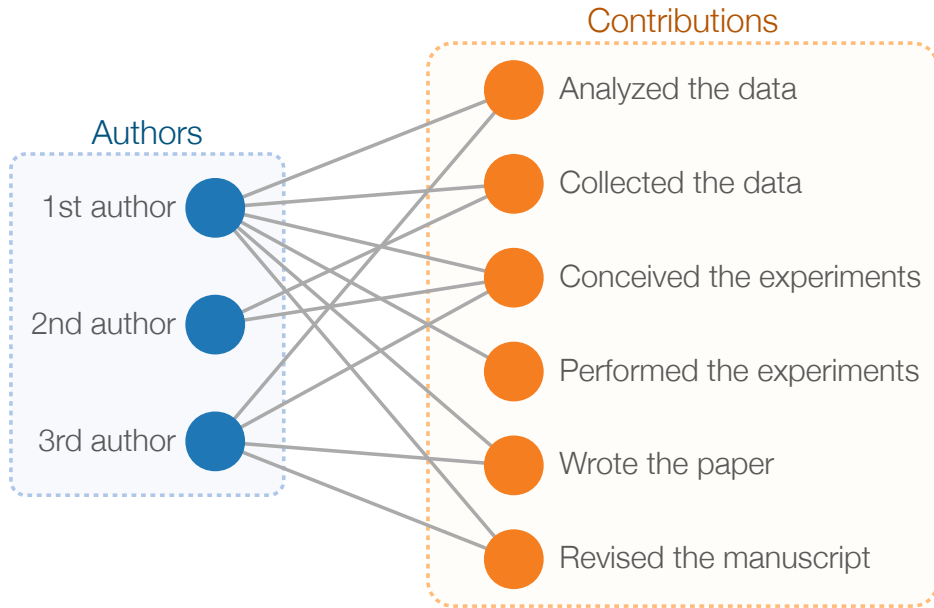 Contributions
Authors
1st author
2nd author
3rd author
Analyzed the data
Collected the data
Conceived the experiments
Performed the experiments
Wrote the paper
Revised the manuscript